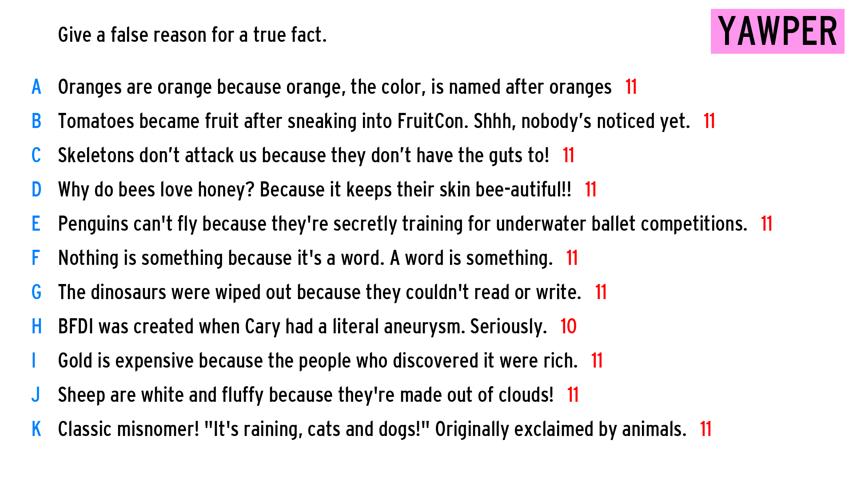 Give a false reason for a true fact.
YAWPER
A Oranges are orange because orange, the color, is named after oranges 11
B Tomatoes became fruit after sneaking into FruitCon. Shhh, nobody's noticed yet. 11
C Skeletons don't attack us because they don't have the guts to! 11
D Why do bees love honey? Because it keeps their skin bee-autiful!! 11
E Penguins can't fly because they're secretly training for underwater ballet competitions. 11
F Nothing is something because it's a word. A word is something. 11
G The dinosaurs were wiped out because they couldn't read or write. 11
H BFDI was created when Cary had a literal aneurysm. Seriously. 10
I Gold is expensive because the people who discovered it were rich. 11
J Sheep are white and fluffy because they're made out of clouds! 11
K Classic misnomer! "It's raining, cats and dogs!" Originally exclaimed by animals. 11